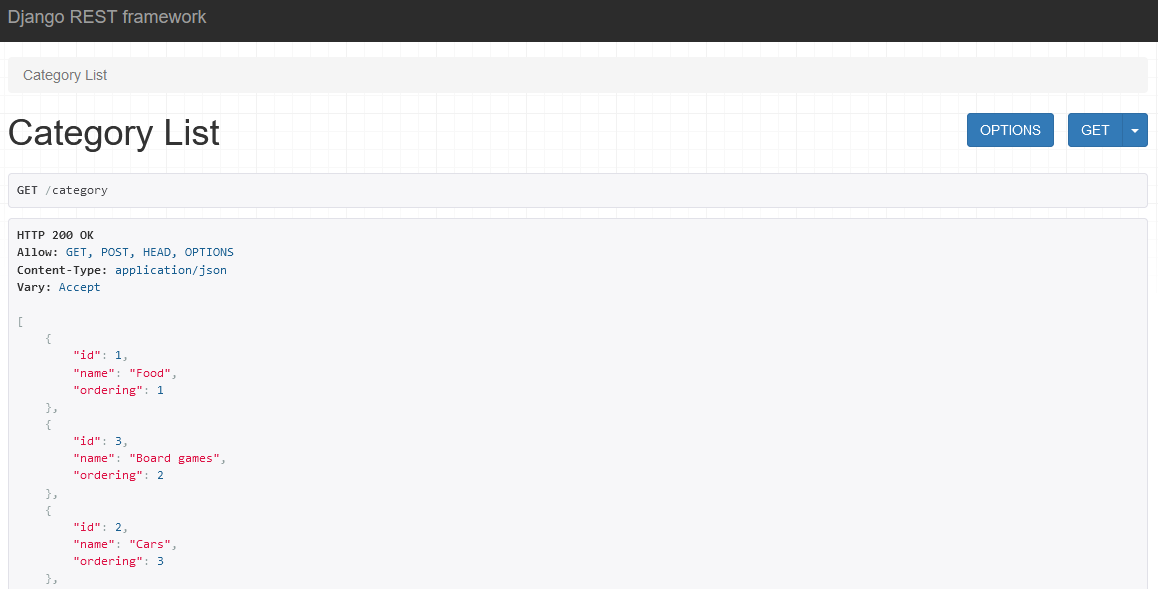 Django REST framework
Category List
Category List
OPTIONS
GET
GET /category
HTTP 200 OK
Allow: GET, POST, HEAD, OPTIONS
Content-Type: application/json
Vary: Accept
[
    {
        "id": 1,
        "name": "Food",
        "ordering": 1
    },
    {
        "id": 3,
        "name": "Board games",
        "ordering": 2
    },
    {
        "id": 2,
        "name": "Cars",
        "ordering": 3
    },